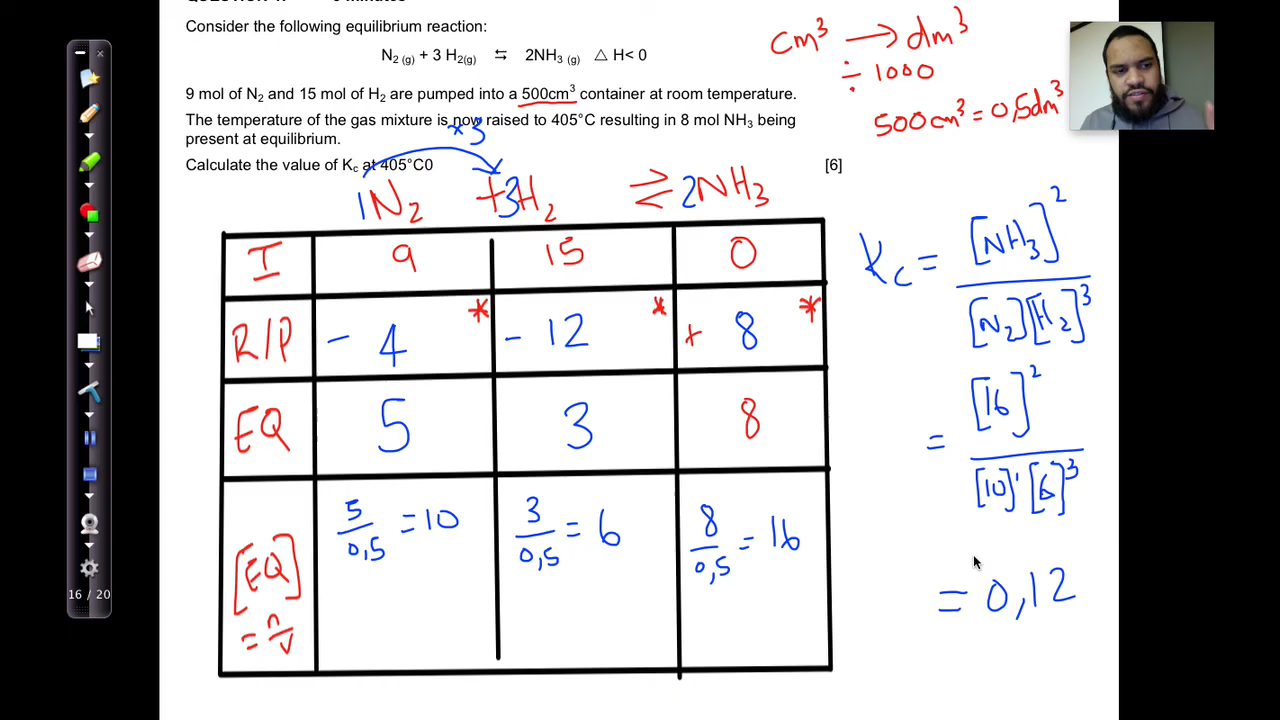 Consider the following equilibrium reaction:
N2 (g) + 3 H2(g) ⇆ 2NH3 (g) △ H< 0
9 mol of N2 and 15 mol of H2 are pumped into a 500cm3 container at room temperature.
The temperature of the gas mixture is now raised to 405°C resulting in 8 mol NH3 being
present at equilibrium.
Calculate the value of Kc at 405°C0 [6]
cm³ → dm³
÷ 1000
500cm³ = 0,5dm³
×3
1N2 + 3H2 ⇌ 2NH3
I 9 15 0
R/P - 4 * - 12 * + 8 *
EQ 5 3 8
[EQ] = n/v 5/0,5 = 10 3/0,5 = 6 8/0,5 = 16
Kc = [NH3]² / [N2][H2]³
= [16]² / [10]¹ [6]³
= 0,12
16 / 20